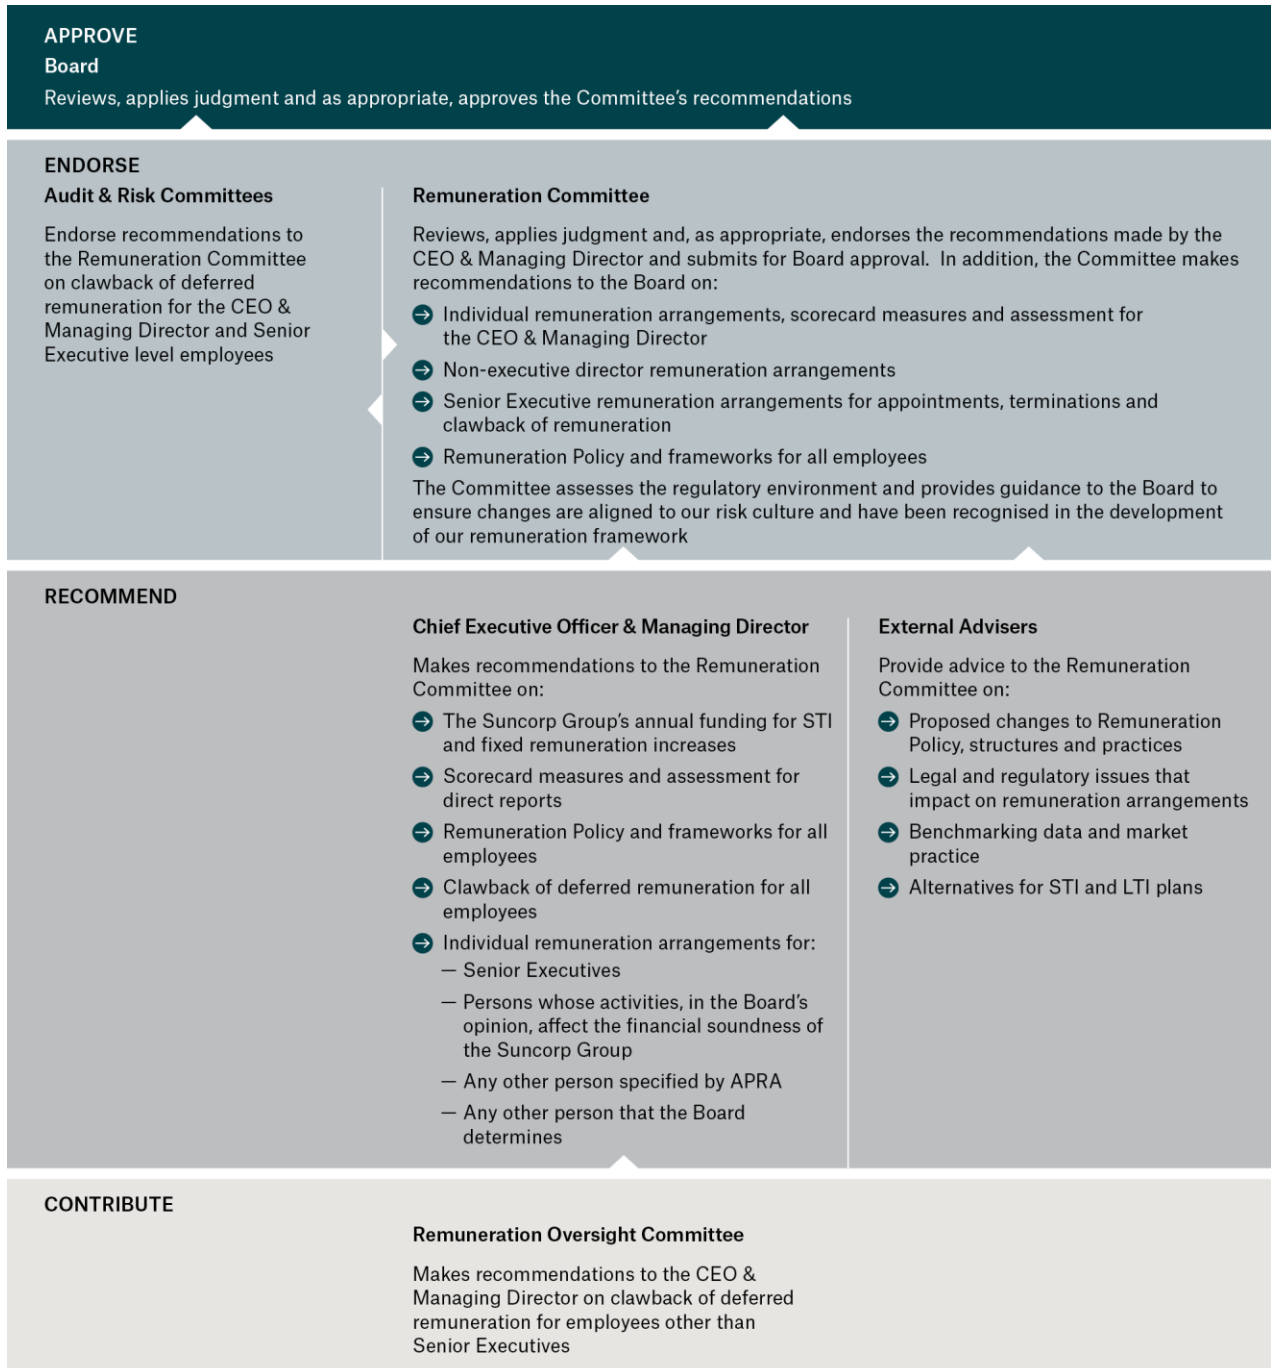 APPROVE
Board
Reviews, applies judgment and as appropriate, approves the Committee’s recommendations
ENDORSE
Audit & Risk Committees
Endorse recommendations to
the Remuneration Committee
on clawback of deferred
remuneration for the CEO &
Managing Director and Senior
Executive level employees
Remuneration Committee
Reviews, applies judgment and, as appropriate, endorses the recommendations made by the
CEO & Managing Director and submits for Board approval. In addition, the Committee makes
recommendations to the Board on:
Individual remuneration arrangements, scorecard measures and assessment for
the CEO & Managing Director
Non-executive director remuneration arrangements
Senior Executive remuneration arrangements for appointments, terminations and
clawback of remuneration
Remuneration Policy and frameworks for all employees
The Committee assesses the regulatory environment and provides guidance to the Board to
ensure changes are aligned to our risk culture and have been recognised in the development
of our remuneration framework
RECOMMEND
Chief Executive Officer & Managing Director
Makes recommendations to the Remuneration
Committee on:
The Suncorp Group’s annual funding for STI
and fixed remuneration increases
Scorecard measures and assessment for
direct reports
Remuneration Policy and frameworks for all
employees
Clawback of deferred remuneration for all
employees
Individual remuneration arrangements for:
— Senior Executives
— Persons whose activities, in the Board’s
opinion, affect the financial soundness of
the Suncorp Group
— Any other person specified by APRA
— Any other person that the Board
determines
External Advisers
Provide advice to the Remuneration
Committee on:
Proposed changes to Remuneration
Policy, structures and practices
Legal and regulatory issues that
impact on remuneration arrangements
Benchmarking data and market
practice
Alternatives for STI and LTI plans
CONTRIBUTE
Remuneration Oversight Committee
Makes recommendations to the CEO &
Managing Director on clawback of deferred
remuneration for employees other than
Senior Executives